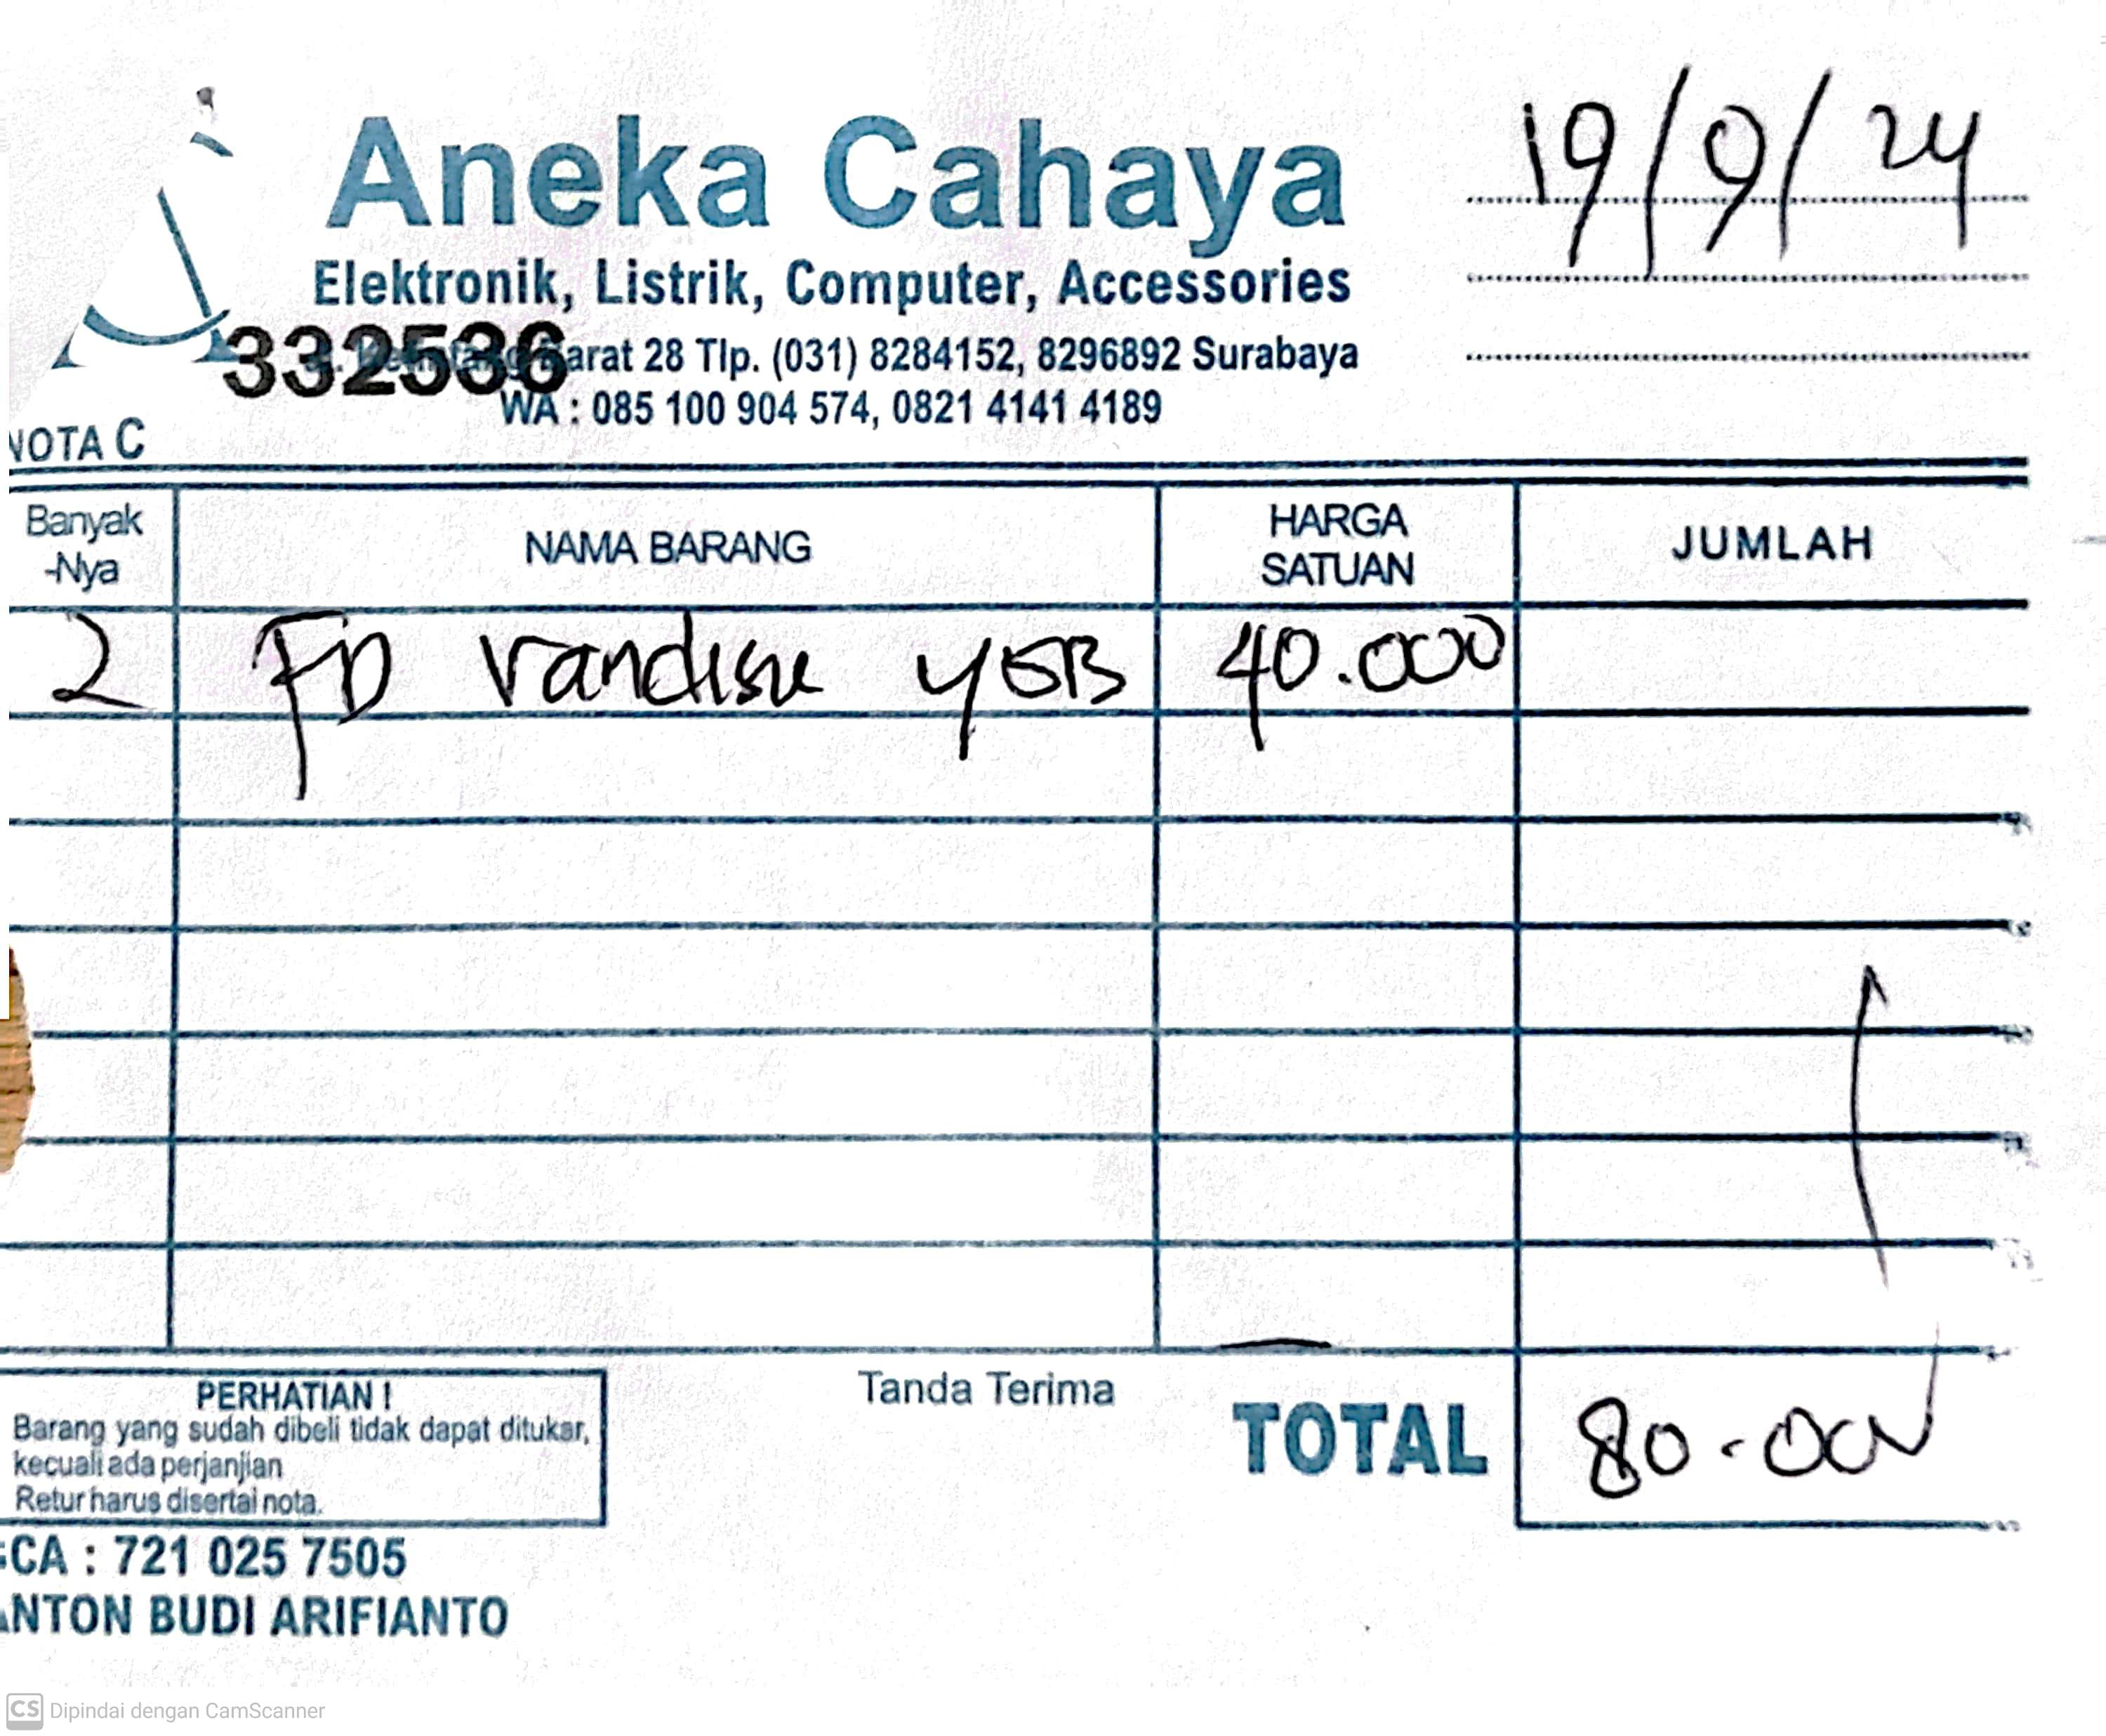 Aneka Cahaya
19/9/24
Elektronik, Listrik, Computer, Accessories
332536 arat 28 Tlp. (031) 8284152, 8296892 Surabaya
WA : 085 100 904 574, 0821 4141 4189
NOTA C
Banyak
-Nya
NAMA BARANG
HARGA
SATUAN
JUMLAH
2 FD Vandisk 4GB 40.000
PERHATIAN !
Barang yang sudah dibeli tidak dapat ditukar,
kecuali ada perjanjian
Retur harus disertai nota.
Tanda Terima
TOTAL 80.000
CA : 721 025 7505
ANTON BUDI ARIFIANTO
CS Dipindai dengan CamScanner